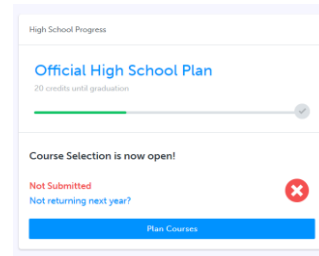 High School Progress
Official High School Plan
20 credits until graduation
Course Selection is now open!
Not Submitted
Not returning next year?
Plan Courses